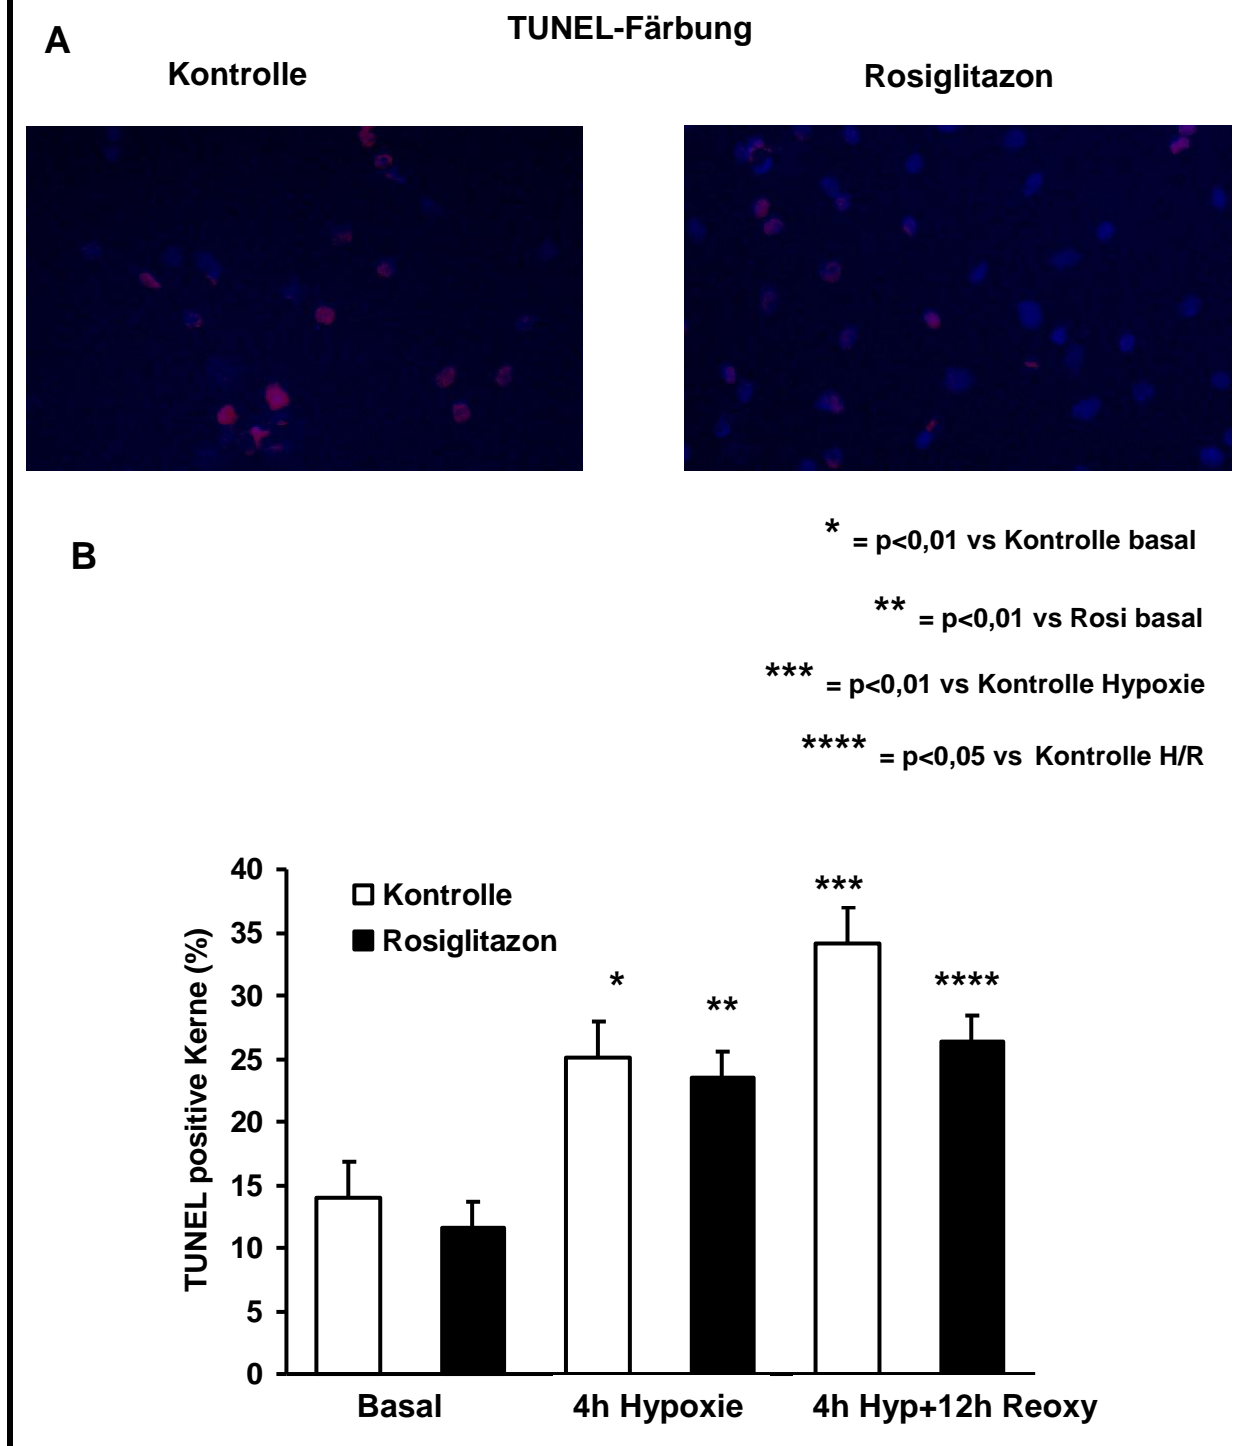 A
TUNEL-Färbung
Kontrolle
Rosiglitazon
B
* = p<0,01 vs Kontrolle basal
** = p<0,01 vs Rosi basal
*** = p<0,01 vs Kontrolle Hypoxie
**** = p<0,05 vs Kontrolle H/R
TUNEL positive Kerne (%)
40
35
30
25
20
15
10
5
0
Kontrolle
Rosiglitazon
*
**
***
****
Basal
4h Hypoxie
4h Hyp+12h Reoxy